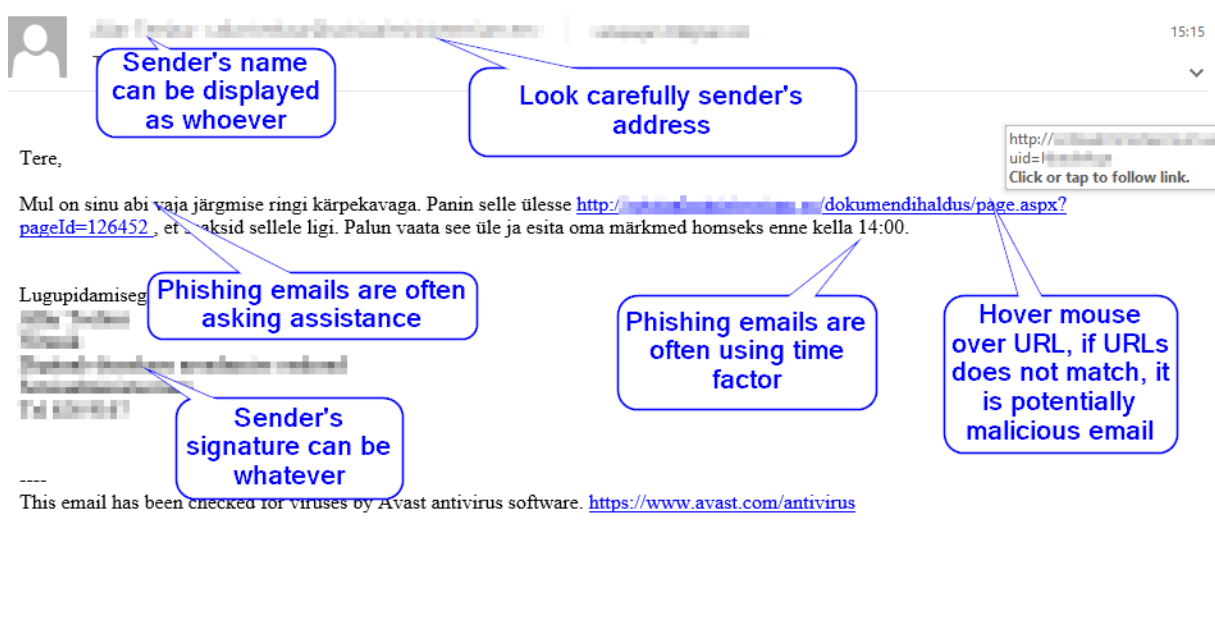 15:15
Sender's name
can be displayed
as whoever
Look carefully sender's
address
http://
uid=
Click or tap to follow link.
Tere,
Mul on sinu abi vaja järgmise ringi kärpekavaga. Panin selle ülesse http:/ /dokumendihaldus/page.aspx?
pageId=126452 , et saaksid sellele ligi. Palun vaata see üle ja esita oma märkmed homseks enne kella 14:00.
Phishing emails are often
asking assistance
Phishing emails are
often using time
factor
Hover mouse
over URL, if URLs
does not match, it
is potentially
malicious email
Lugupidamiseg
Sender's
signature can be
whatever
----
This email has been checked for viruses by Avast antivirus software. https://www.avast.com/antivirus